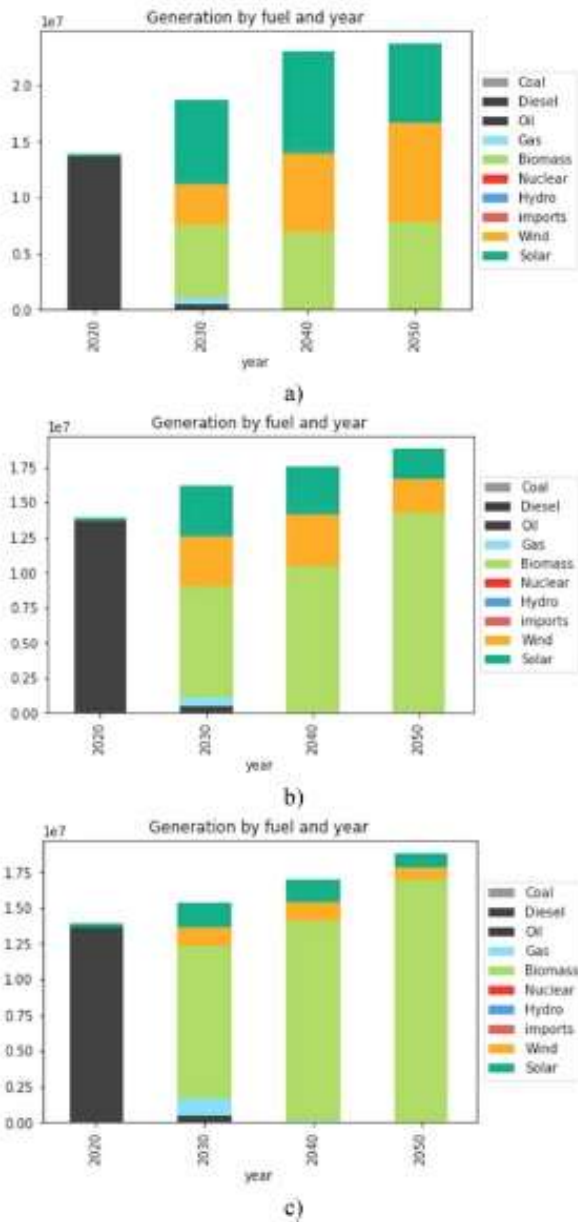 Generation by fuel and year
1e7
2.0
1.5
1.0
0.5
0.0
2020
2030
2040
2050
year
Coal
Diesel
Oil
Gas
Biomass
Nuclear
Hydro
imports
Wind
Solar
a)
Generation by fuel and year
1e7
1.75
1.50
1.25
1.00
0.75
0.50
0.25
0.00
2020
2030
2040
2050
year
Coal
Diesel
Oil
Gas
Biomass
Nuclear
Hydro
imports
Wind
Solar
b)
Generation by fuel and year
1e7
1.75
1.50
1.25
1.00
0.75
0.50
0.25
0.00
2020
2030
2040
2050
year
Coal
Diesel
Oil
Gas
Biomass
Nuclear
Hydro
imports
Wind
Solar
c)